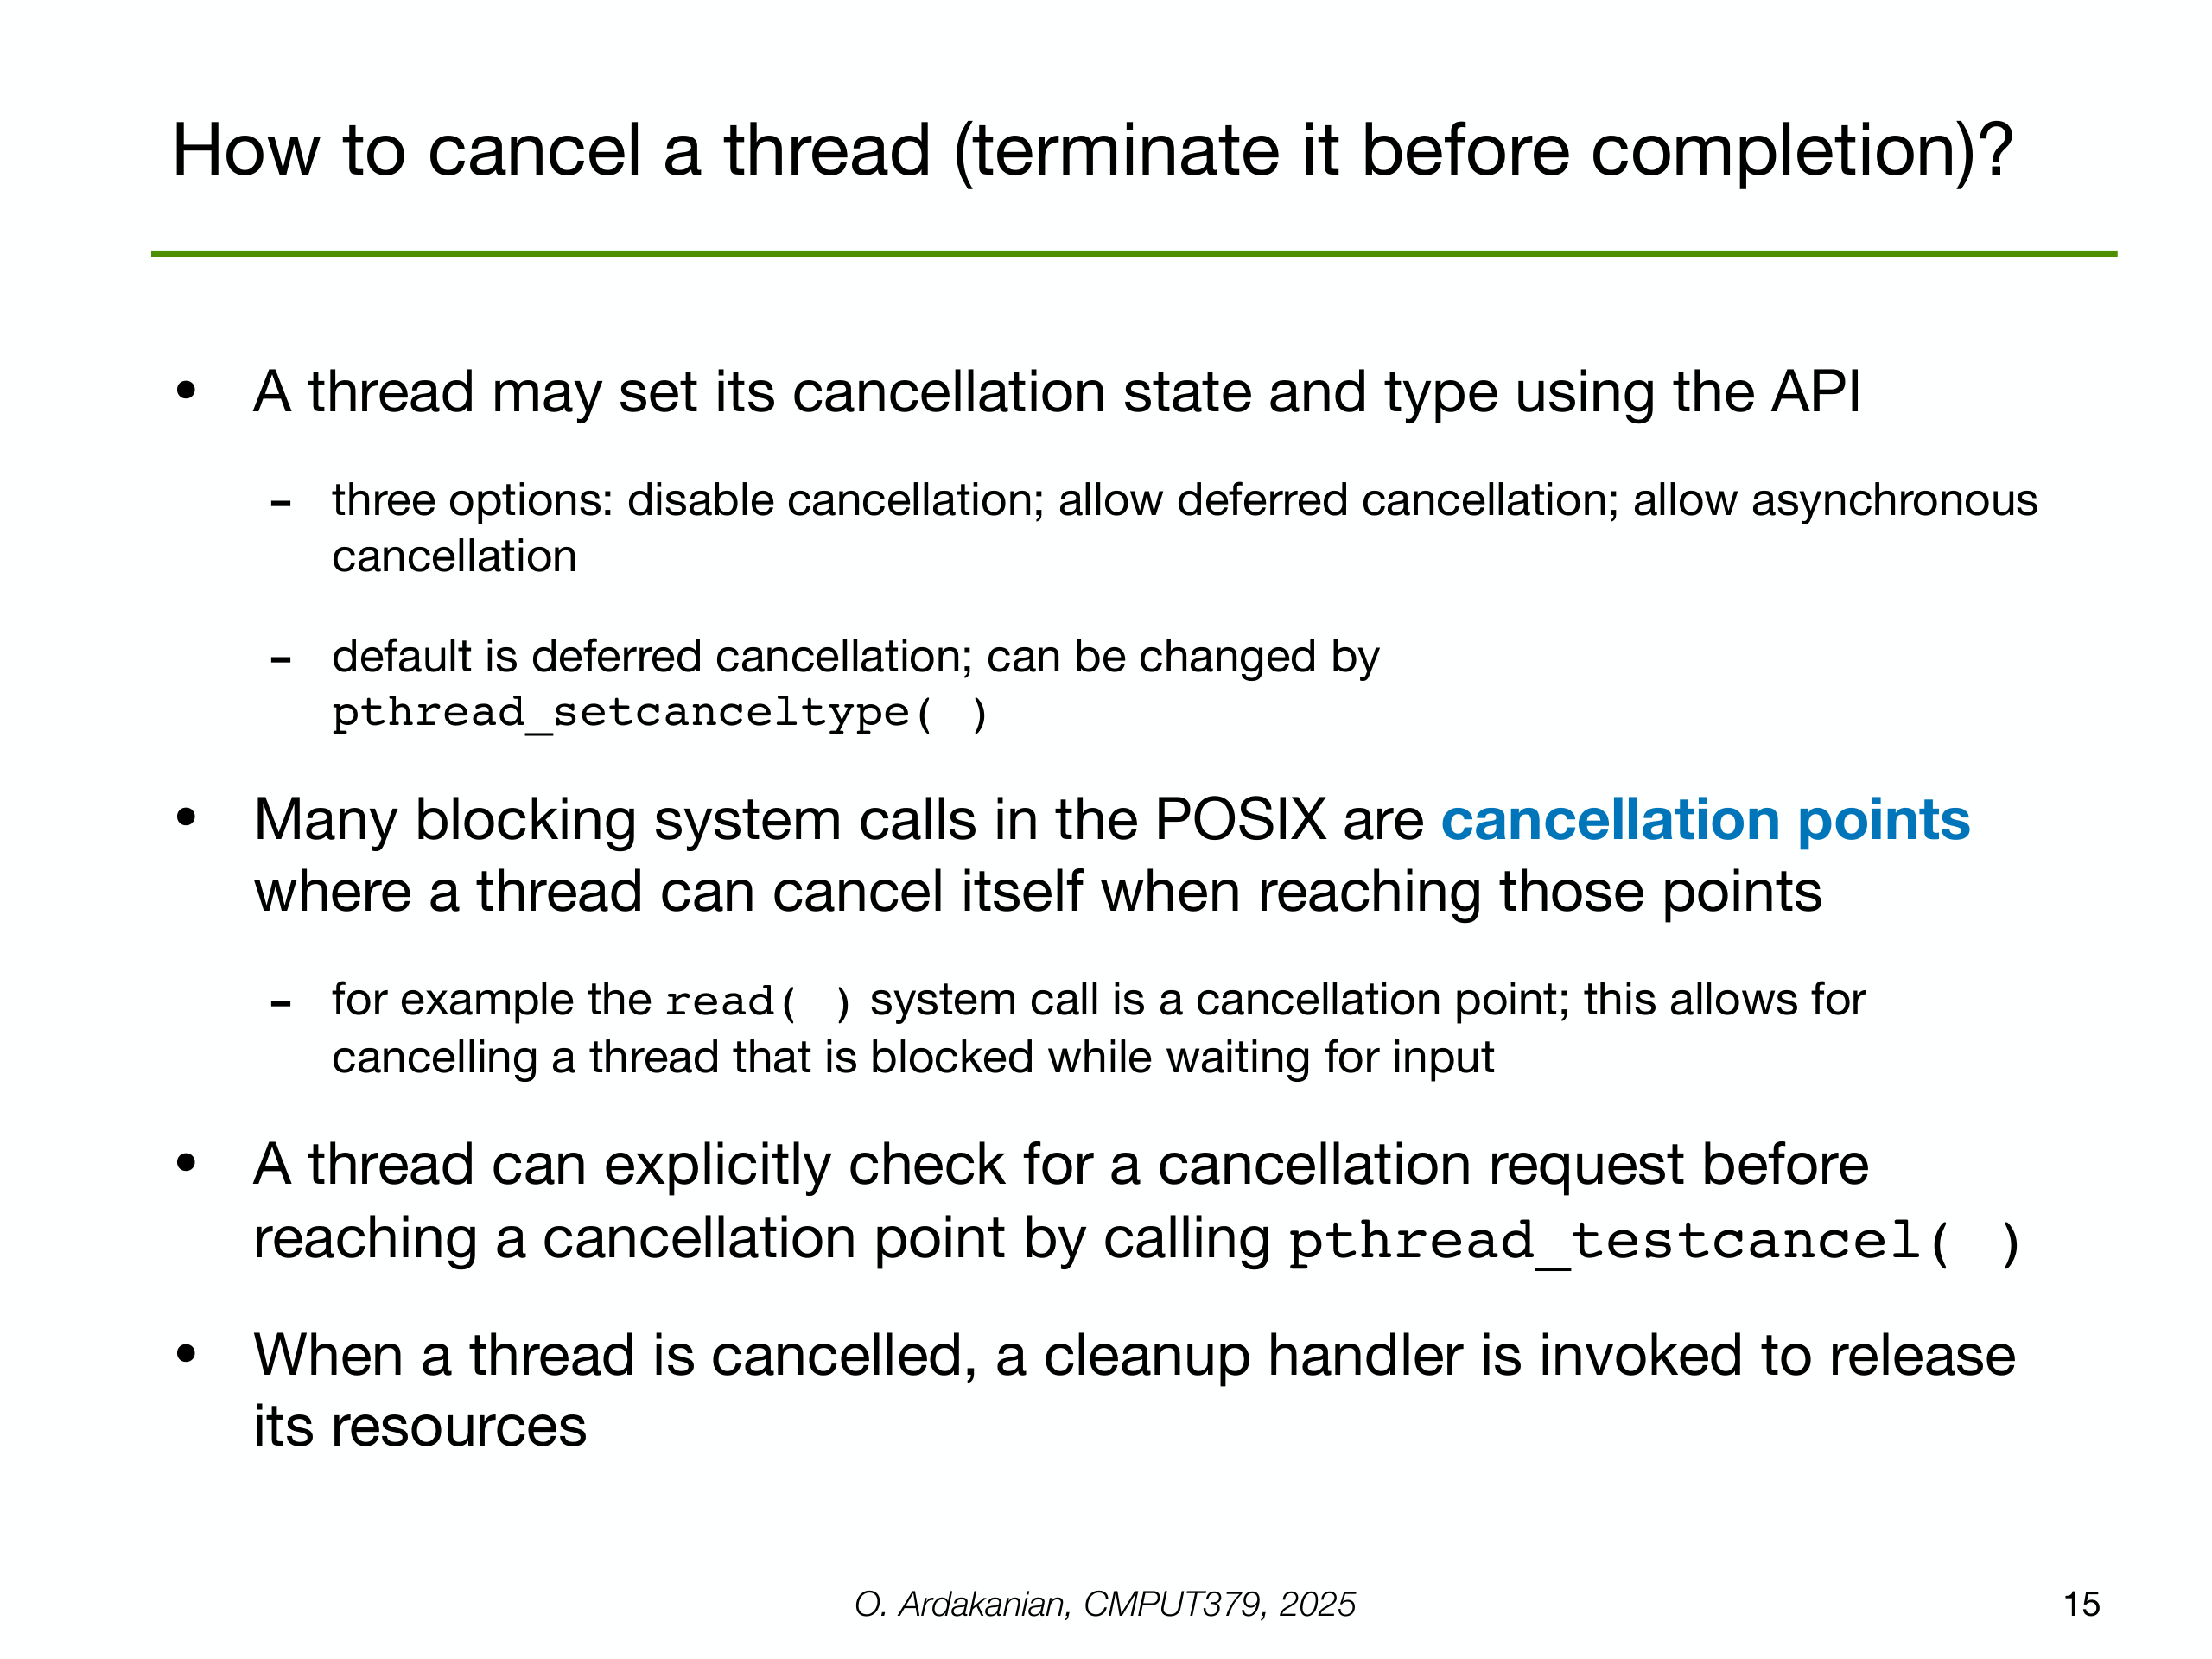 How to cancel a thread (terminate it before completion)?
• A thread may set its cancellation state and type using the API
- three options: disable cancellation; allow deferred cancellation; allow asynchronous
cancellation
- default is deferred cancellation; can be changed by
pthread_setcanceltype( )
• Many blocking system calls in the POSIX are cancellation points
where a thread can cancel itself when reaching those points
- for example the read( ) system call is a cancellation point; this allows for
cancelling a thread that is blocked while waiting for input
• A thread can explicitly check for a cancellation request before
reaching a cancellation point by calling pthread_testcancel( )
• When a thread is cancelled, a cleanup handler is invoked to release
its resources
O. Ardakanian, CMPUT379, 2025
15